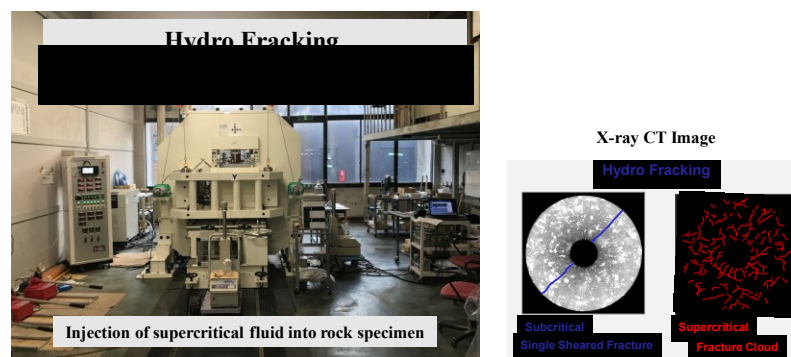 Hydro Fracking
Injection of supercritical fluid into rock specimen
X-ray CT Image
Hydro Fracking
Subcritical
Single Sheared Fracture
Supercritical
Fracture Cloud